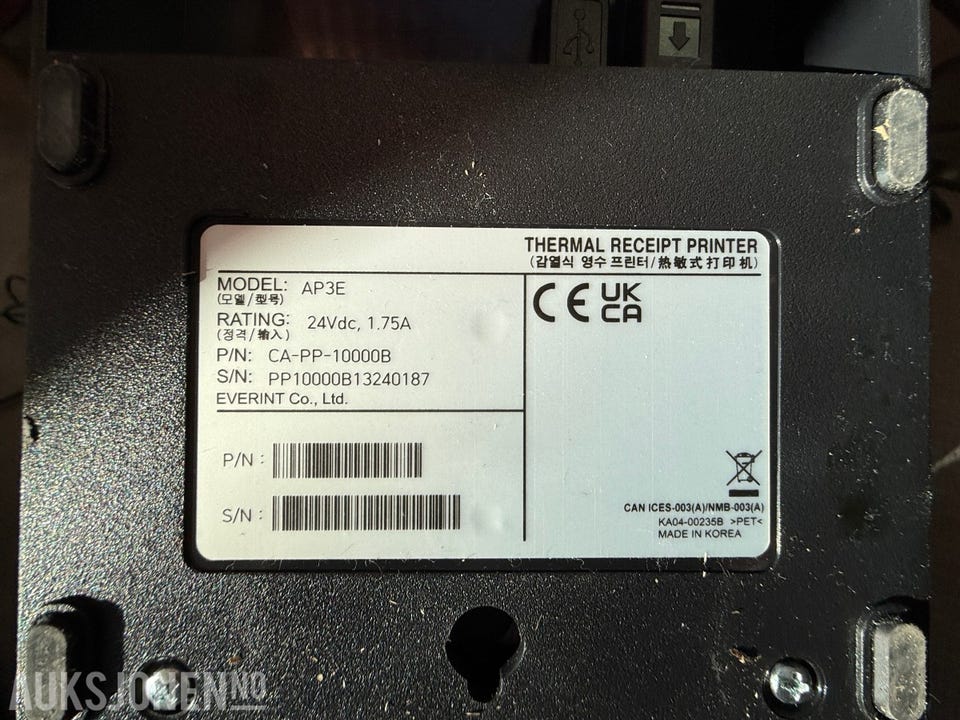 THERMAL RECEIPT PRINTER
(감열식 영수 프린터/热敏式打印机)
MODEL: AP3E
(모델/型号)
RATING: 24Vdc, 1.75A
(정격/输入)
P/N: CA-PP-10000B
S/N: PP10000B13240187
EVERINT Co., Ltd.
CE UK
CA
P/N :
S/N :
CAN ICES-003(A)/NMB-003(A)
KA04-00235B >PET<
MADE IN KOREA
AUKSJONEN NO